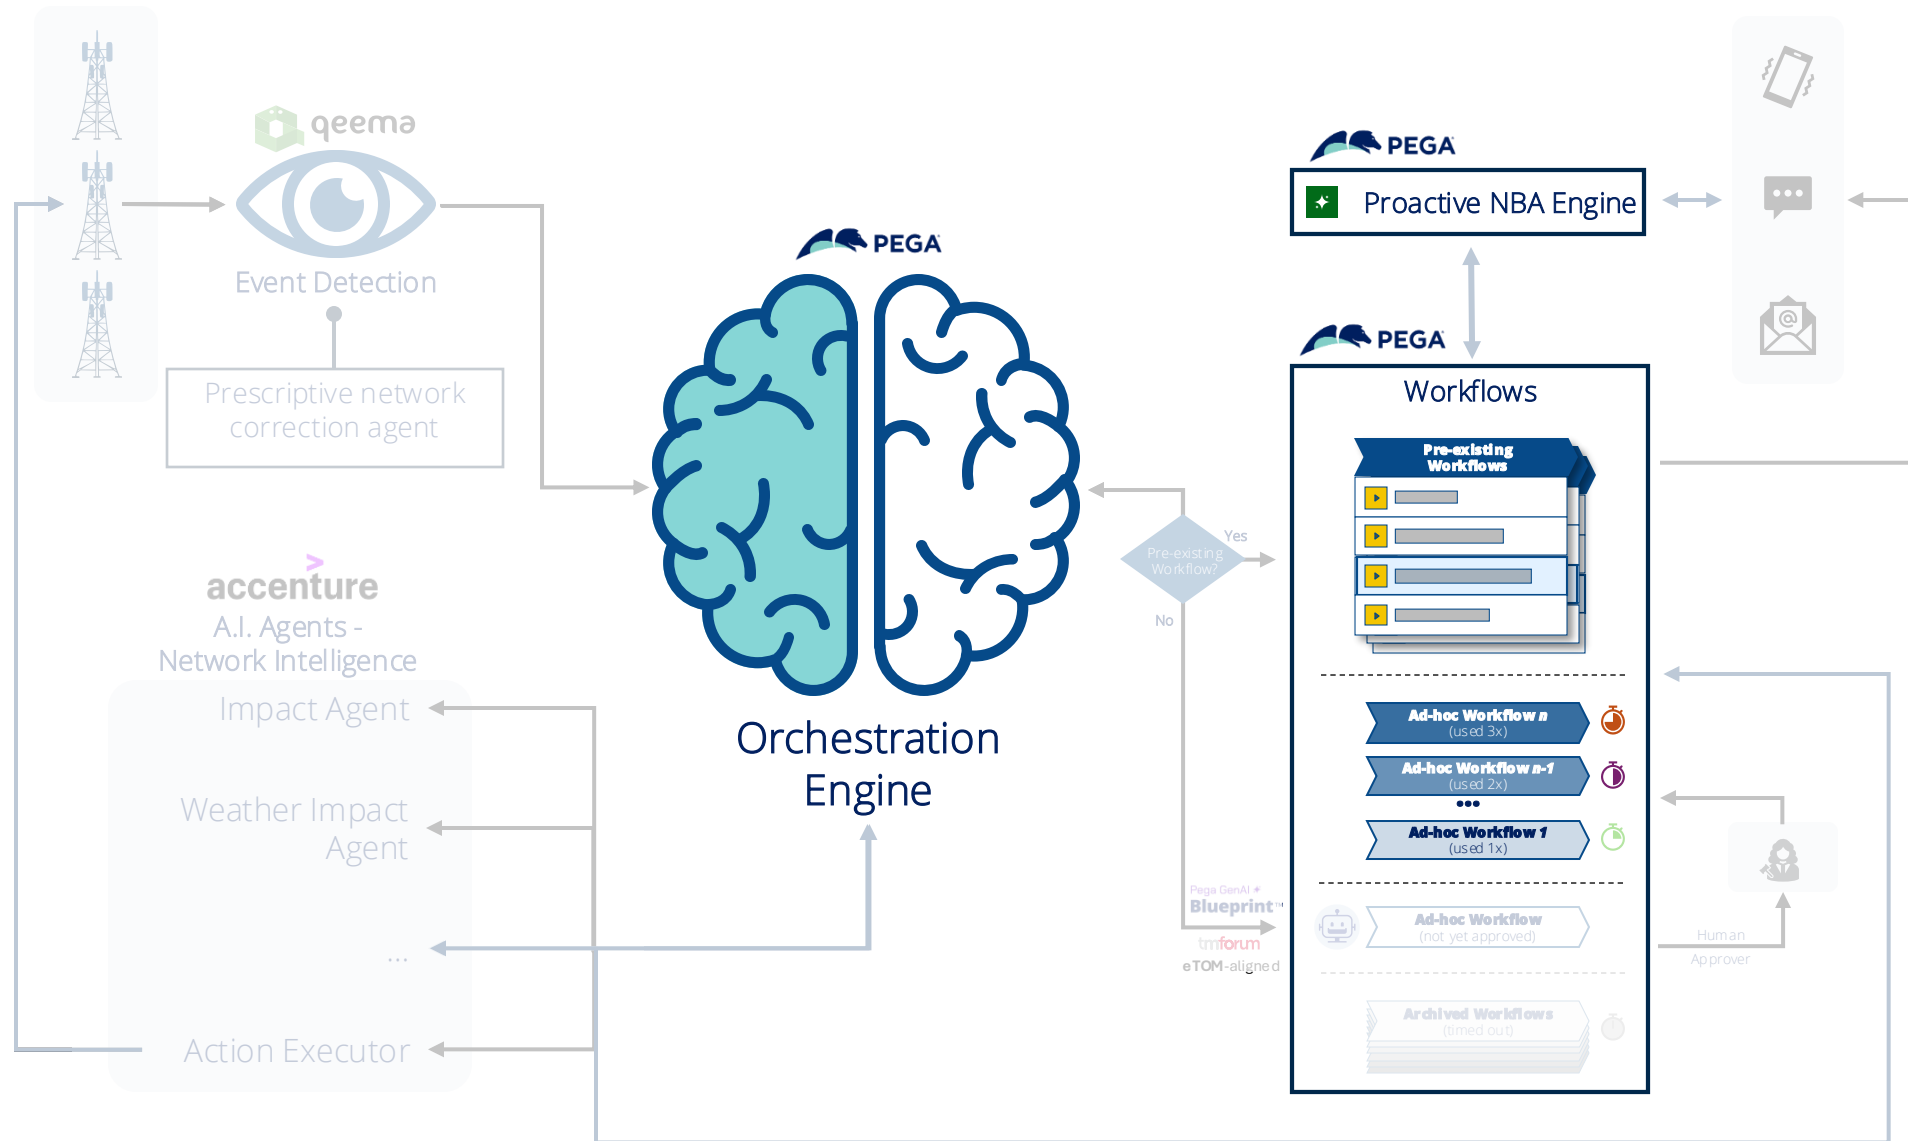 qeema
Event Detection
Prescriptive network
correction agent
accenture
A.I. Agents -
Network Intelligence
Impact Agent
Weather Impact
Agent
...
Action Executor
PEGA
Orchestration
Engine
Pre-existing
Workflow?
Yes
No
Pega GenAI
Blueprint™
tmforum
eTOM-aligned
PEGA
Proactive NBA Engine
PEGA
Workflows
Pre-existing
Workflows
Ad-hoc Workflow n
(used 3x)
Ad-hoc Workflow n-1
(used 2x)
•••
Ad-hoc Workflow 1
(used 1x)
Ad-hoc Workflow
(not yet approved)
Archived Workflows
(timed out)
Human
Approver
@